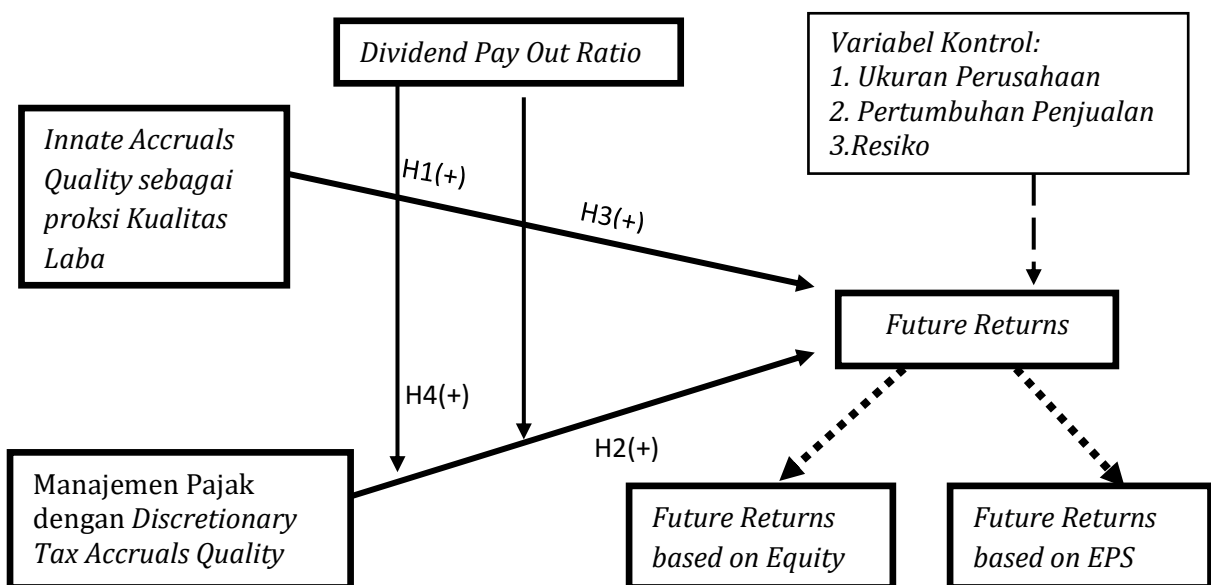 Dividend Pay Out Ratio
Variabel Kontrol:
1. Ukuran Perusahaan
2. Pertumbuhan Penjualan
3.Resiko
Innate Accruals
Quality sebagai
proksi Kualitas
Laba
H1(+)
H3(+)
Future Returns
H4(+)
H2(+)
Manajemen Pajak
dengan Discretionary
Tax Accruals Quality
Future Returns
based on Equity
Future Returns
based on EPS